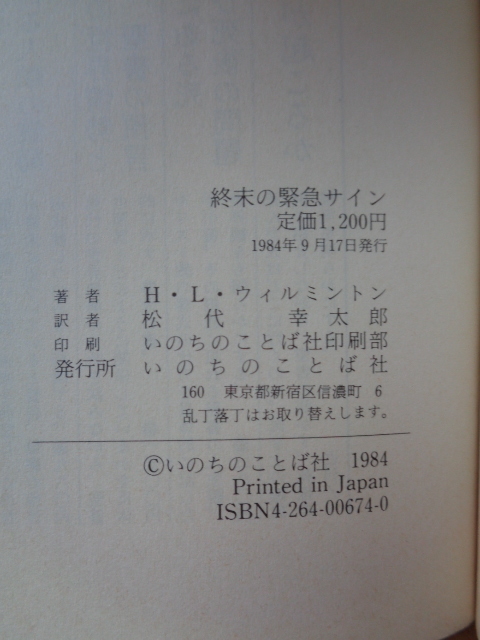 終末の緊急サイン
定価1,200円
1984年9月17日発行
著者 H・L・ウィルミントン
訳者 松代幸太郎
印刷 いのちのことば社印刷部
発行所 いのちのことば社
160 東京都新宿区信濃町 6
乱丁落丁はお取り替えします。
©いのちのことば社 1984
Printed in Japan
ISBN4-264-00674-0